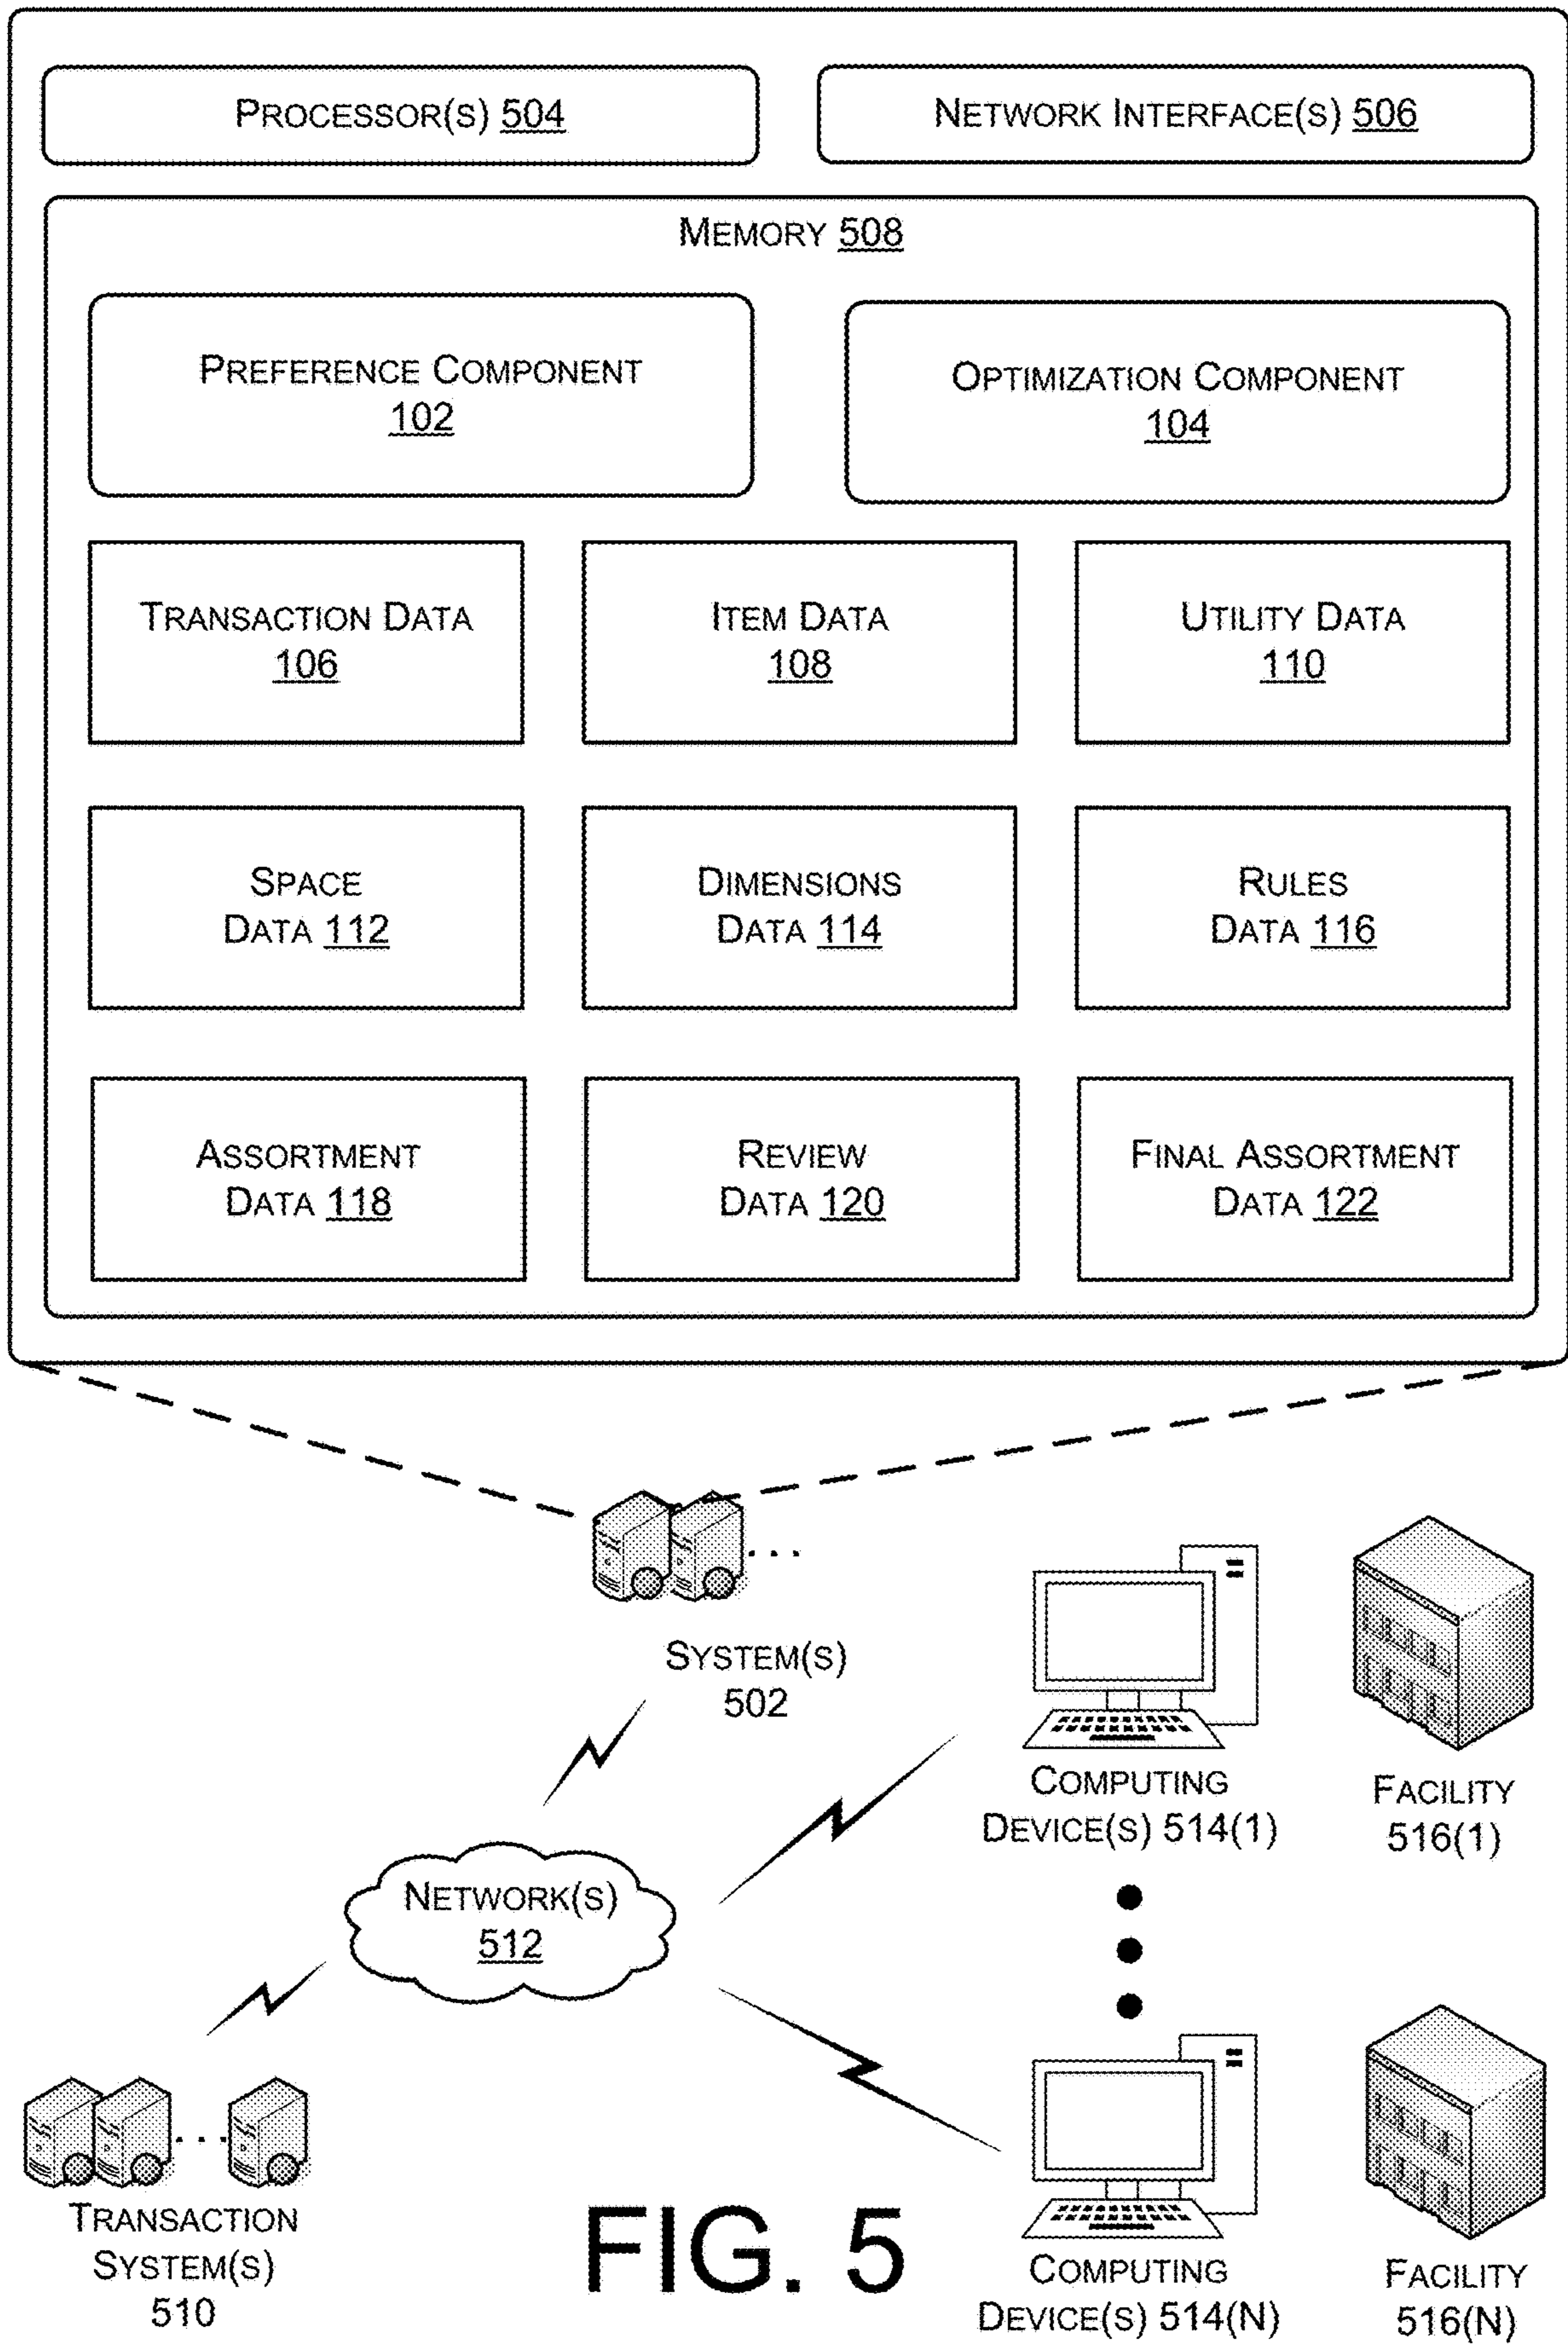 PROCESSOR(S) 504
NETWORK INTERFACE(S) 506
MEMORY 508
PREFERENCE COMPONENT
102
OPTIMIZATION COMPONENT
104
TRANSACTION DATA
106
ITEM DATA
108
UTILITY DATA
110
SPACE
DATA 112
DIMENSIONS
DATA 114
RULES
DATA 116
ASSORTMENT
DATA 118
REVIEW
DATA 120
FINAL ASSORTMENT
DATA 122
SYSTEM(S)
502
COMPUTING
DEVICE(S) 514(1)
FACILITY
516(1)
NETWORK(S)
512
TRANSACTION
SYSTEM(S)
510
FIG. 5
COMPUTING
DEVICE(S) 514(N)
FACILITY
516(N)